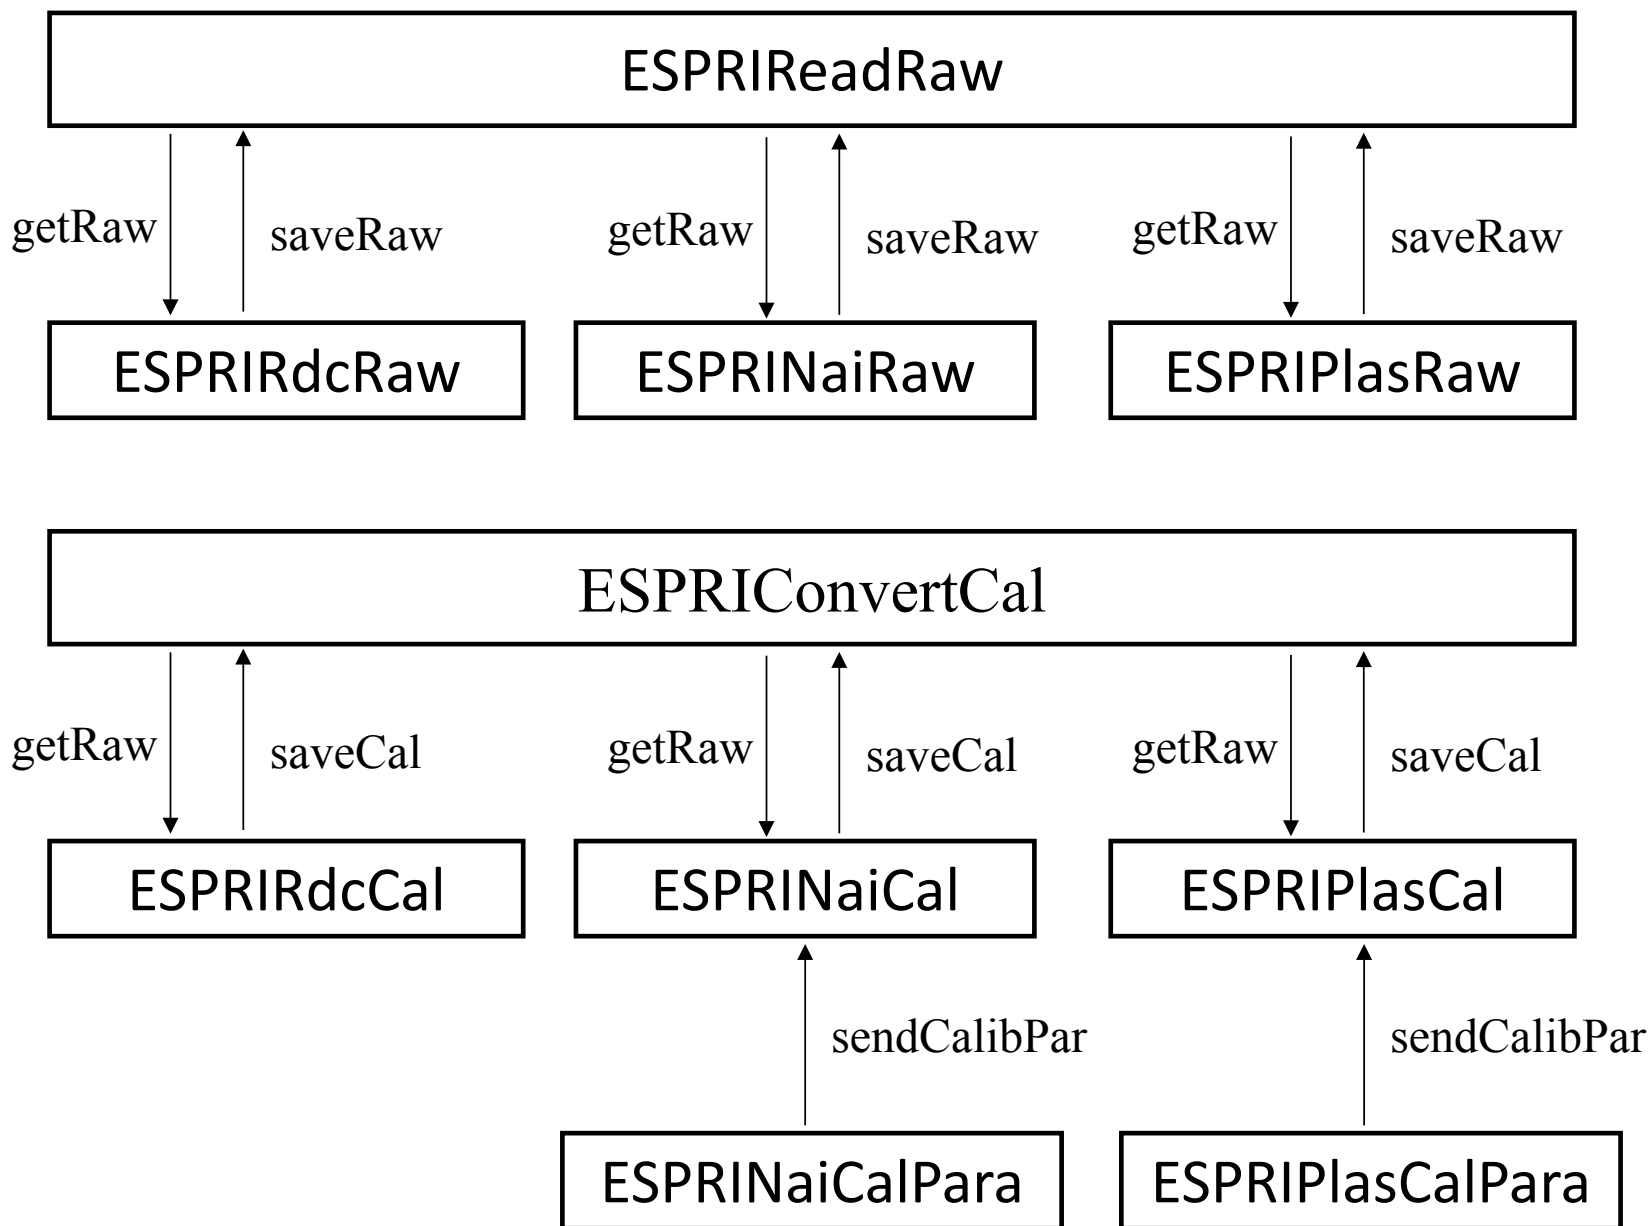 ESPRIReadRaw
getRaw saveRaw getRaw saveRaw getRaw saveRaw
ESPRIRdcRaw ESPRINaiRaw ESPRIPlasRaw
ESPRIConvertCal
getRaw saveCal getRaw saveCal getRaw saveCal
ESPRIRdcCal ESPRINaiCal ESPRIPlasCal
sendCalibPar sendCalibPar
ESPRINaiCalPara ESPRIPlasCalPara